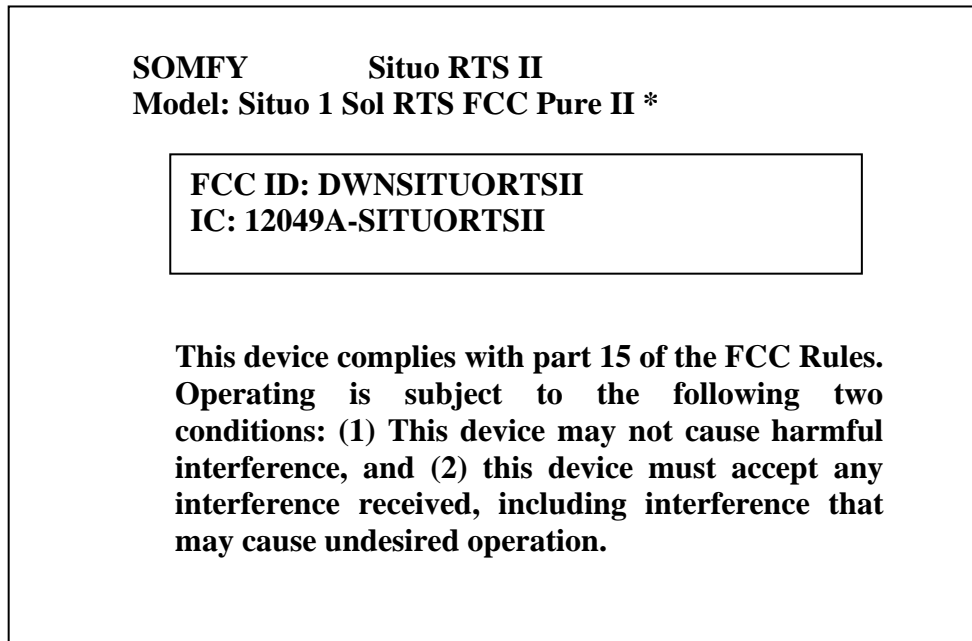 SOMFY Situo RTS II
Model: Situo 1 Sol RTS FCC Pure II *
FCC ID: DWNSITUORTSII
IC: 12049A-SITUORTSII
This device complies with part 15 of the FCC Rules.
Operating is subject to the following two
conditions: (1) This device may not cause harmful
interference, and (2) this device must accept any
interference received, including interference that
may cause undesired operation.